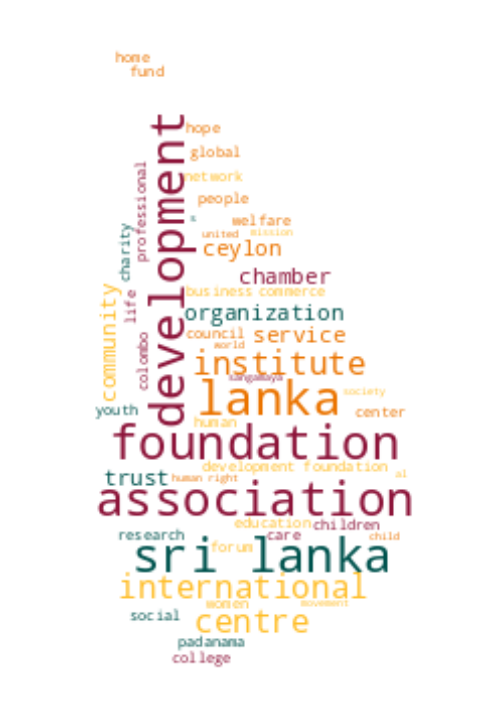 home
fund
development
hope
global
professional
network
people
s
welfare
united
mission
charity
ceylon
chamber
life
business commerce
community
organization
council
service
colombo
world
institute
sangamaya
lanka
society
youth
center
human
foundation
development foundation
trust
human right
al
association
education
children
research
care
child
sri lanka
forum
international
women
movement
social
centre
padanama
college